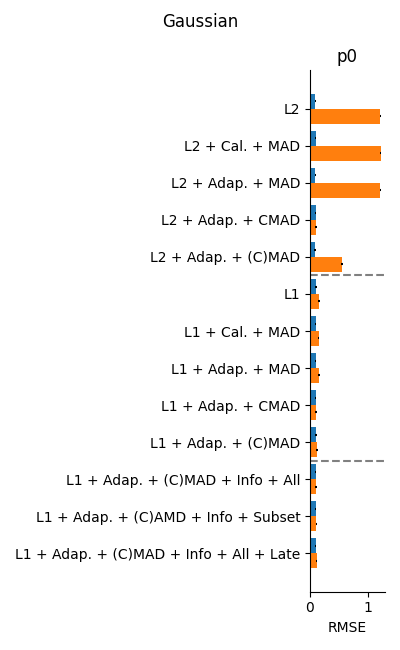 Gaussian
p0
L2
L2 + Cal. + MAD
L2 + Adap. + MAD
L2 + Adap. + CMAD
L2 + Adap. + (C)MAD
L1
L1 + Cal. + MAD
L1 + Adap. + MAD
L1 + Adap. + CMAD
L1 + Adap. + (C)MAD
L1 + Adap. + (C)MAD + Info + All
L1 + Adap. + (C)AMD + Info + Subset
L1 + Adap. + (C)MAD + Info + All + Late
0 1
RMSE